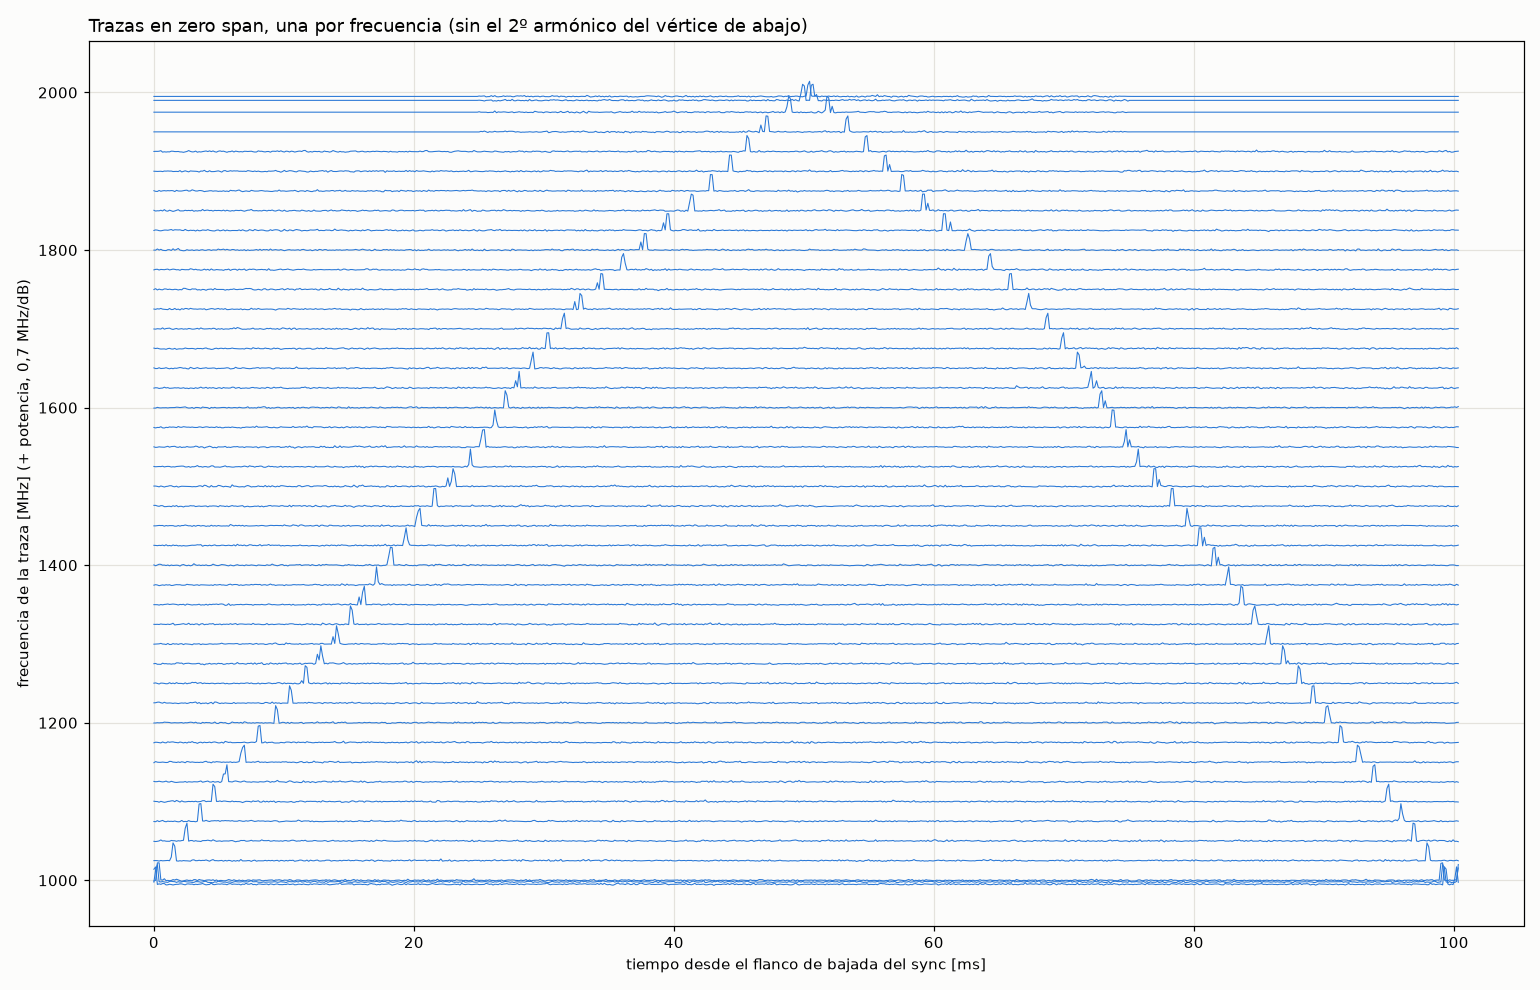 Trazas en zero span, una por frecuencia (sin el 2º armónico del vértice de abajo)
frecuencia de la traza [MHz] (+ potencia, 0,7 MHz/dB)
2000
1800
1600
1400
1200
1000
0 20 40 60 80 100
tiempo desde el flanco de bajada del sync [ms]